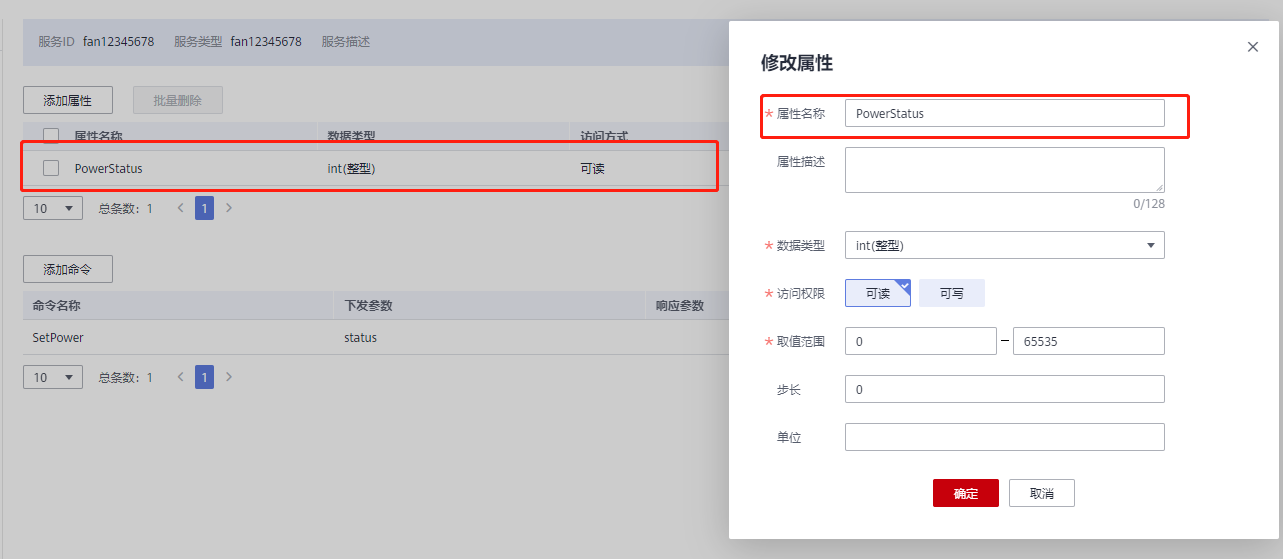 服务ID fan12345678 服务类型 fan12345678 服务描述
添加属性 批量删除
属性名称 数据类型 访问方式
PowerStatus int(整型) 可读
10 总条数：1 < 1 >
添加命令
命令名称 下发参数 响应参数
SetPower status
10 总条数：1 < 1 >
修改属性
* 属性名称 PowerStatus
属性描述
0/128
* 数据类型 int(整型)
* 访问权限 可读 可写
* 取值范围 0 – 65535
步长 0
单位
确定 取消